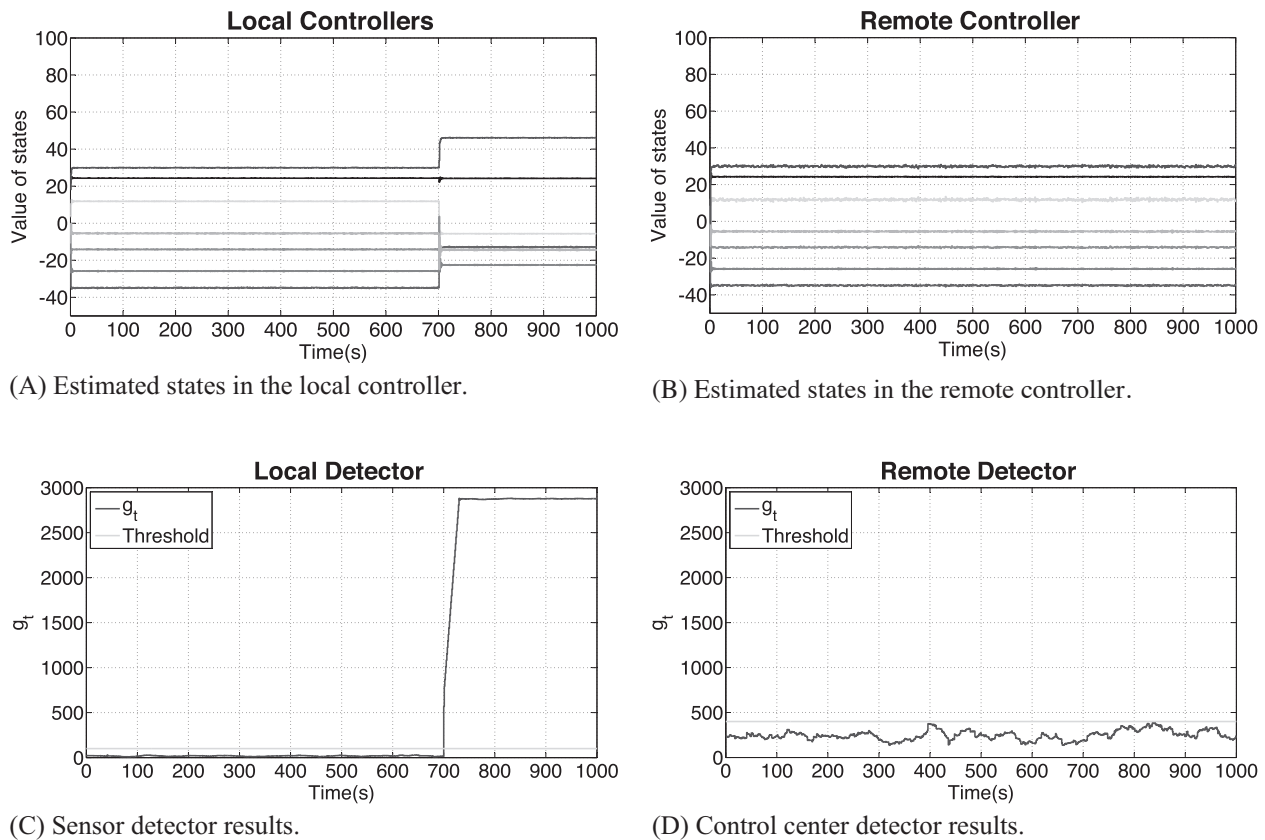 Local Controllers
Value of states
100
80
60
40
20
0
-20
-40
0 100 200 300 400 500 600 700 800 900 1000
Time(s)
(A) Estimated states in the local controller.
Remote Controller
Value of states
100
80
60
40
20
0
-20
-40
0 100 200 300 400 500 600 700 800 900 1000
Time(s)
(B) Estimated states in the remote controller.
Local Detector
g_t
3000
2500
2000
1500
1000
500
0
g_t
Threshold
0 100 200 300 400 500 600 700 800 900 1000
Time(s)
(C) Sensor detector results.
Remote Detector
g_t
3000
2500
2000
1500
1000
500
0
g_t
Threshold
0 100 200 300 400 500 600 700 800 900 1000
Time(s)
(D) Control center detector results.